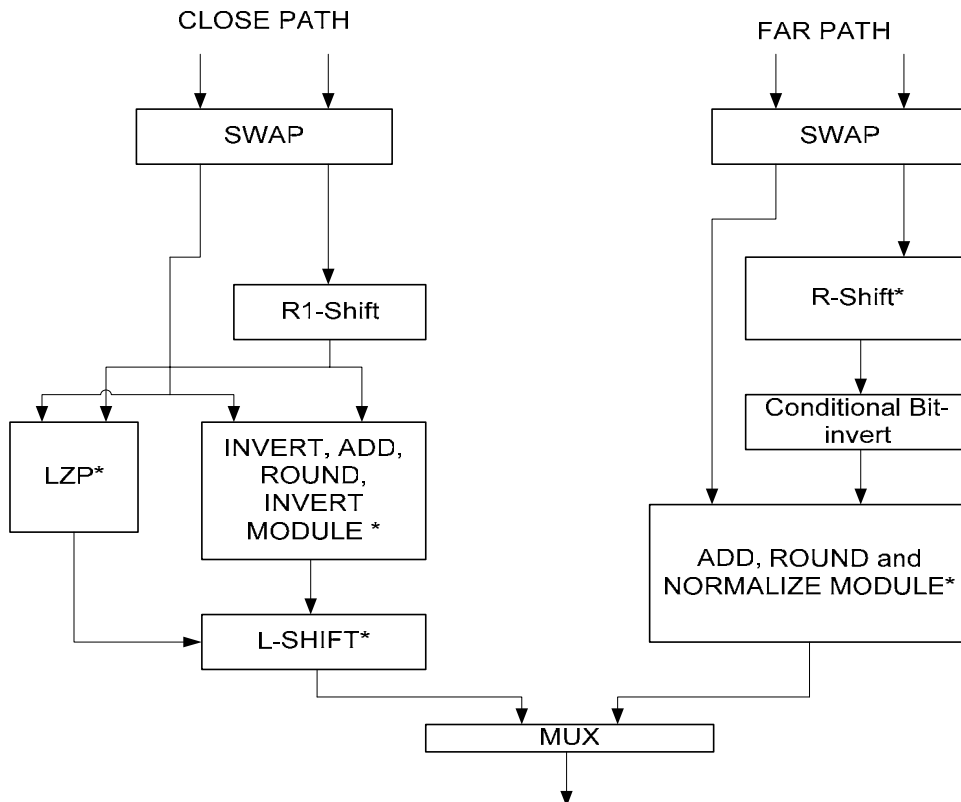 CLOSE PATH
FAR PATH
SWAP
SWAP
R1-Shift
R-Shift*
Conditional Bit-
invert
LZP*
INVERT, ADD,
ROUND,
INVERT
MODULE *
ADD, ROUND and
NORMALIZE MODULE*
L-SHIFT*
MUX